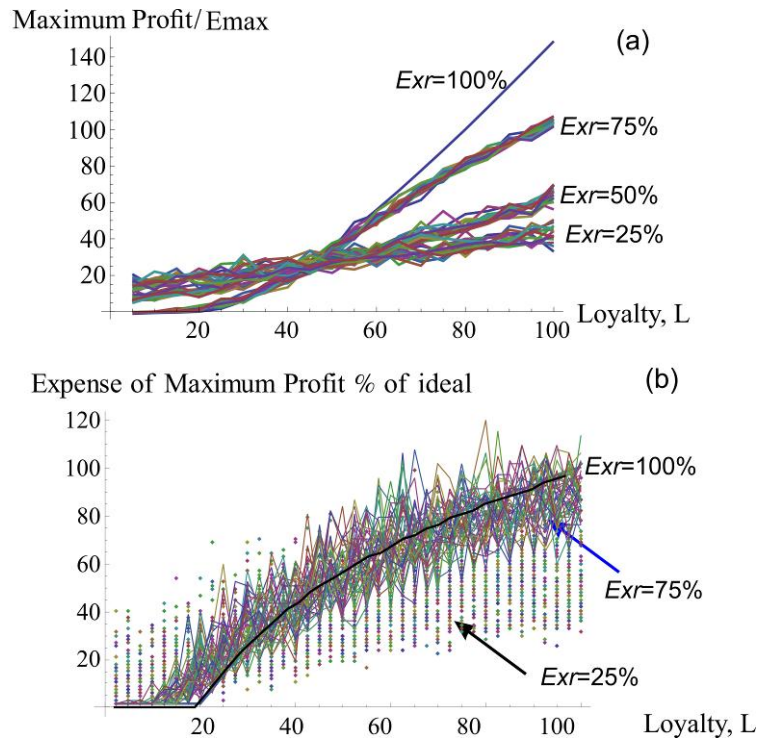 Maximum Profit/Emax
(a)
140
120
100
80
60
40
20
Exr=100%
Exr=75%
Exr=50%
Exr=25%
20 40 60 80 100
Loyalty, L
Expense of Maximum Profit % of ideal
(b)
120
100
80
60
40
20
Exr=100%
Exr=75%
Exr=25%
20 40 60 80 100
Loyalty, L